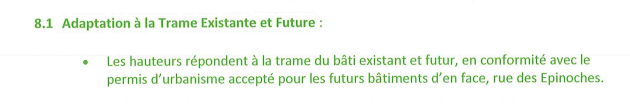 8.1 Adaptation à la Trame Existante et Future :
• Les hauteurs répondent à la trame du bâti existant et futur, en conformité avec le
permis d'urbanisme accepté pour les futurs bâtiments d'en face, rue des Epinoches.